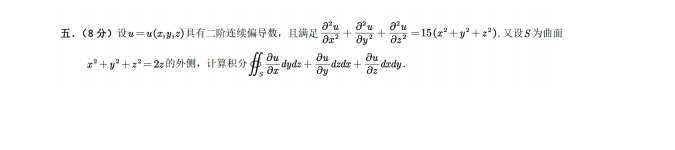 五.（8 分）设 u=u(x,y,z)具有二阶连续偏导数，且满足 ∂²u/∂x² + ∂²u/∂y² + ∂²u/∂z² =15(x²+y²+z²). 又设 S 为曲面
x²+y²+z²=2z 的外侧，计算积分 ∯_S ∂u/∂x dydz + ∂u/∂y dzdx + ∂u/∂z dxdy.